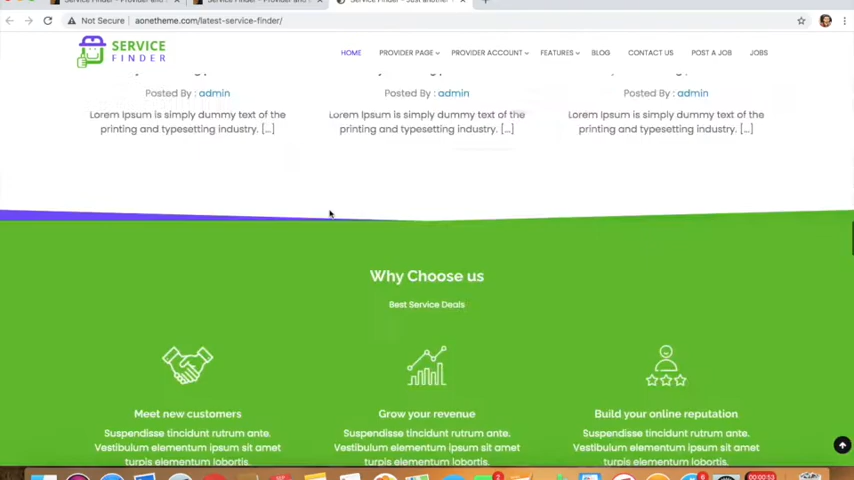 Not Secure | aonetheme.com/latest-service-finder/
SERVICE
FINDER
HOME
PROVIDER PAGE
PROVIDER ACCOUNT
FEATURES
BLOG
CONTACT US
POST A JOB
JOBS
Posted By : admin
Posted By : admin
Posted By : admin
Lorem Ipsum is simply dummy text of the
printing and typesetting industry. [...]
Lorem Ipsum is simply dummy text of the
printing and typesetting industry. [...]
Lorem Ipsum is simply dummy text of the
printing and typesetting industry. [...]
Why Choose us
Best Service Deals
Meet new customers
Suspendisse tincidunt rutrum ante.
Vestibulum elementum ipsum sit amet
turpis elementum lobortis.
Grow your revenue
Suspendisse tincidunt rutrum ante.
Vestibulum elementum ipsum sit amet
turpis elementum lobortis.
Build your online reputation
Suspendisse tincidunt rutrum ante.
Vestibulum elementum ipsum sit amet
turpis elementum lobortis.
00:00:53